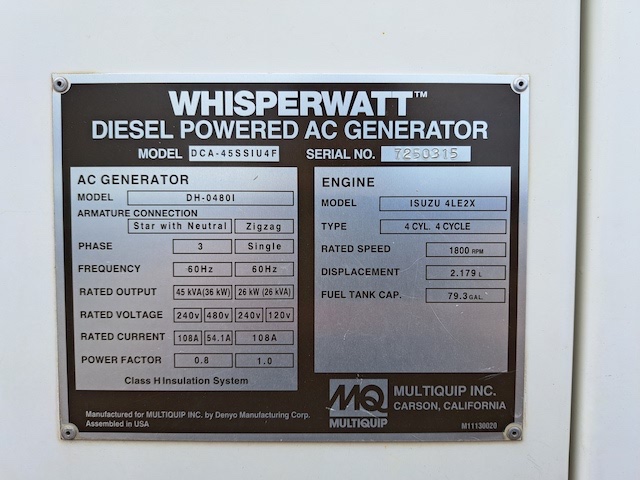 WHISPERWATT™
DIESEL POWERED AC GENERATOR
MODEL DCA-45SSIU4F SERIAL NO. 7250315
AC GENERATOR
MODEL DH-0480I
ARMATURE CONNECTION
Star with Neutral Zigzag
PHASE 3 Single
FREQUENCY 60Hz 60Hz
RATED OUTPUT 45 kVA(36 kW) 26 kW (26 kVA)
RATED VOLTAGE 240v 480v 240v 120v
RATED CURRENT 108A 54.1A 108A
POWER FACTOR 0.8 1.0
Class H Insulation System
ENGINE
MODEL ISUZU 4LE2X
TYPE 4 CYL. 4 CYCLE
RATED SPEED 1800 RPM
DISPLACEMENT 2.179 L
FUEL TANK CAP. 79.3 GAL.
Manufactured for MULTIQUIP INC. by Denyo Manufacturing Corp.
Assembled in USA
MQ
MULTIQUIP
MULTIQUIP INC.
CARSON, CALIFORNIA
M11130020